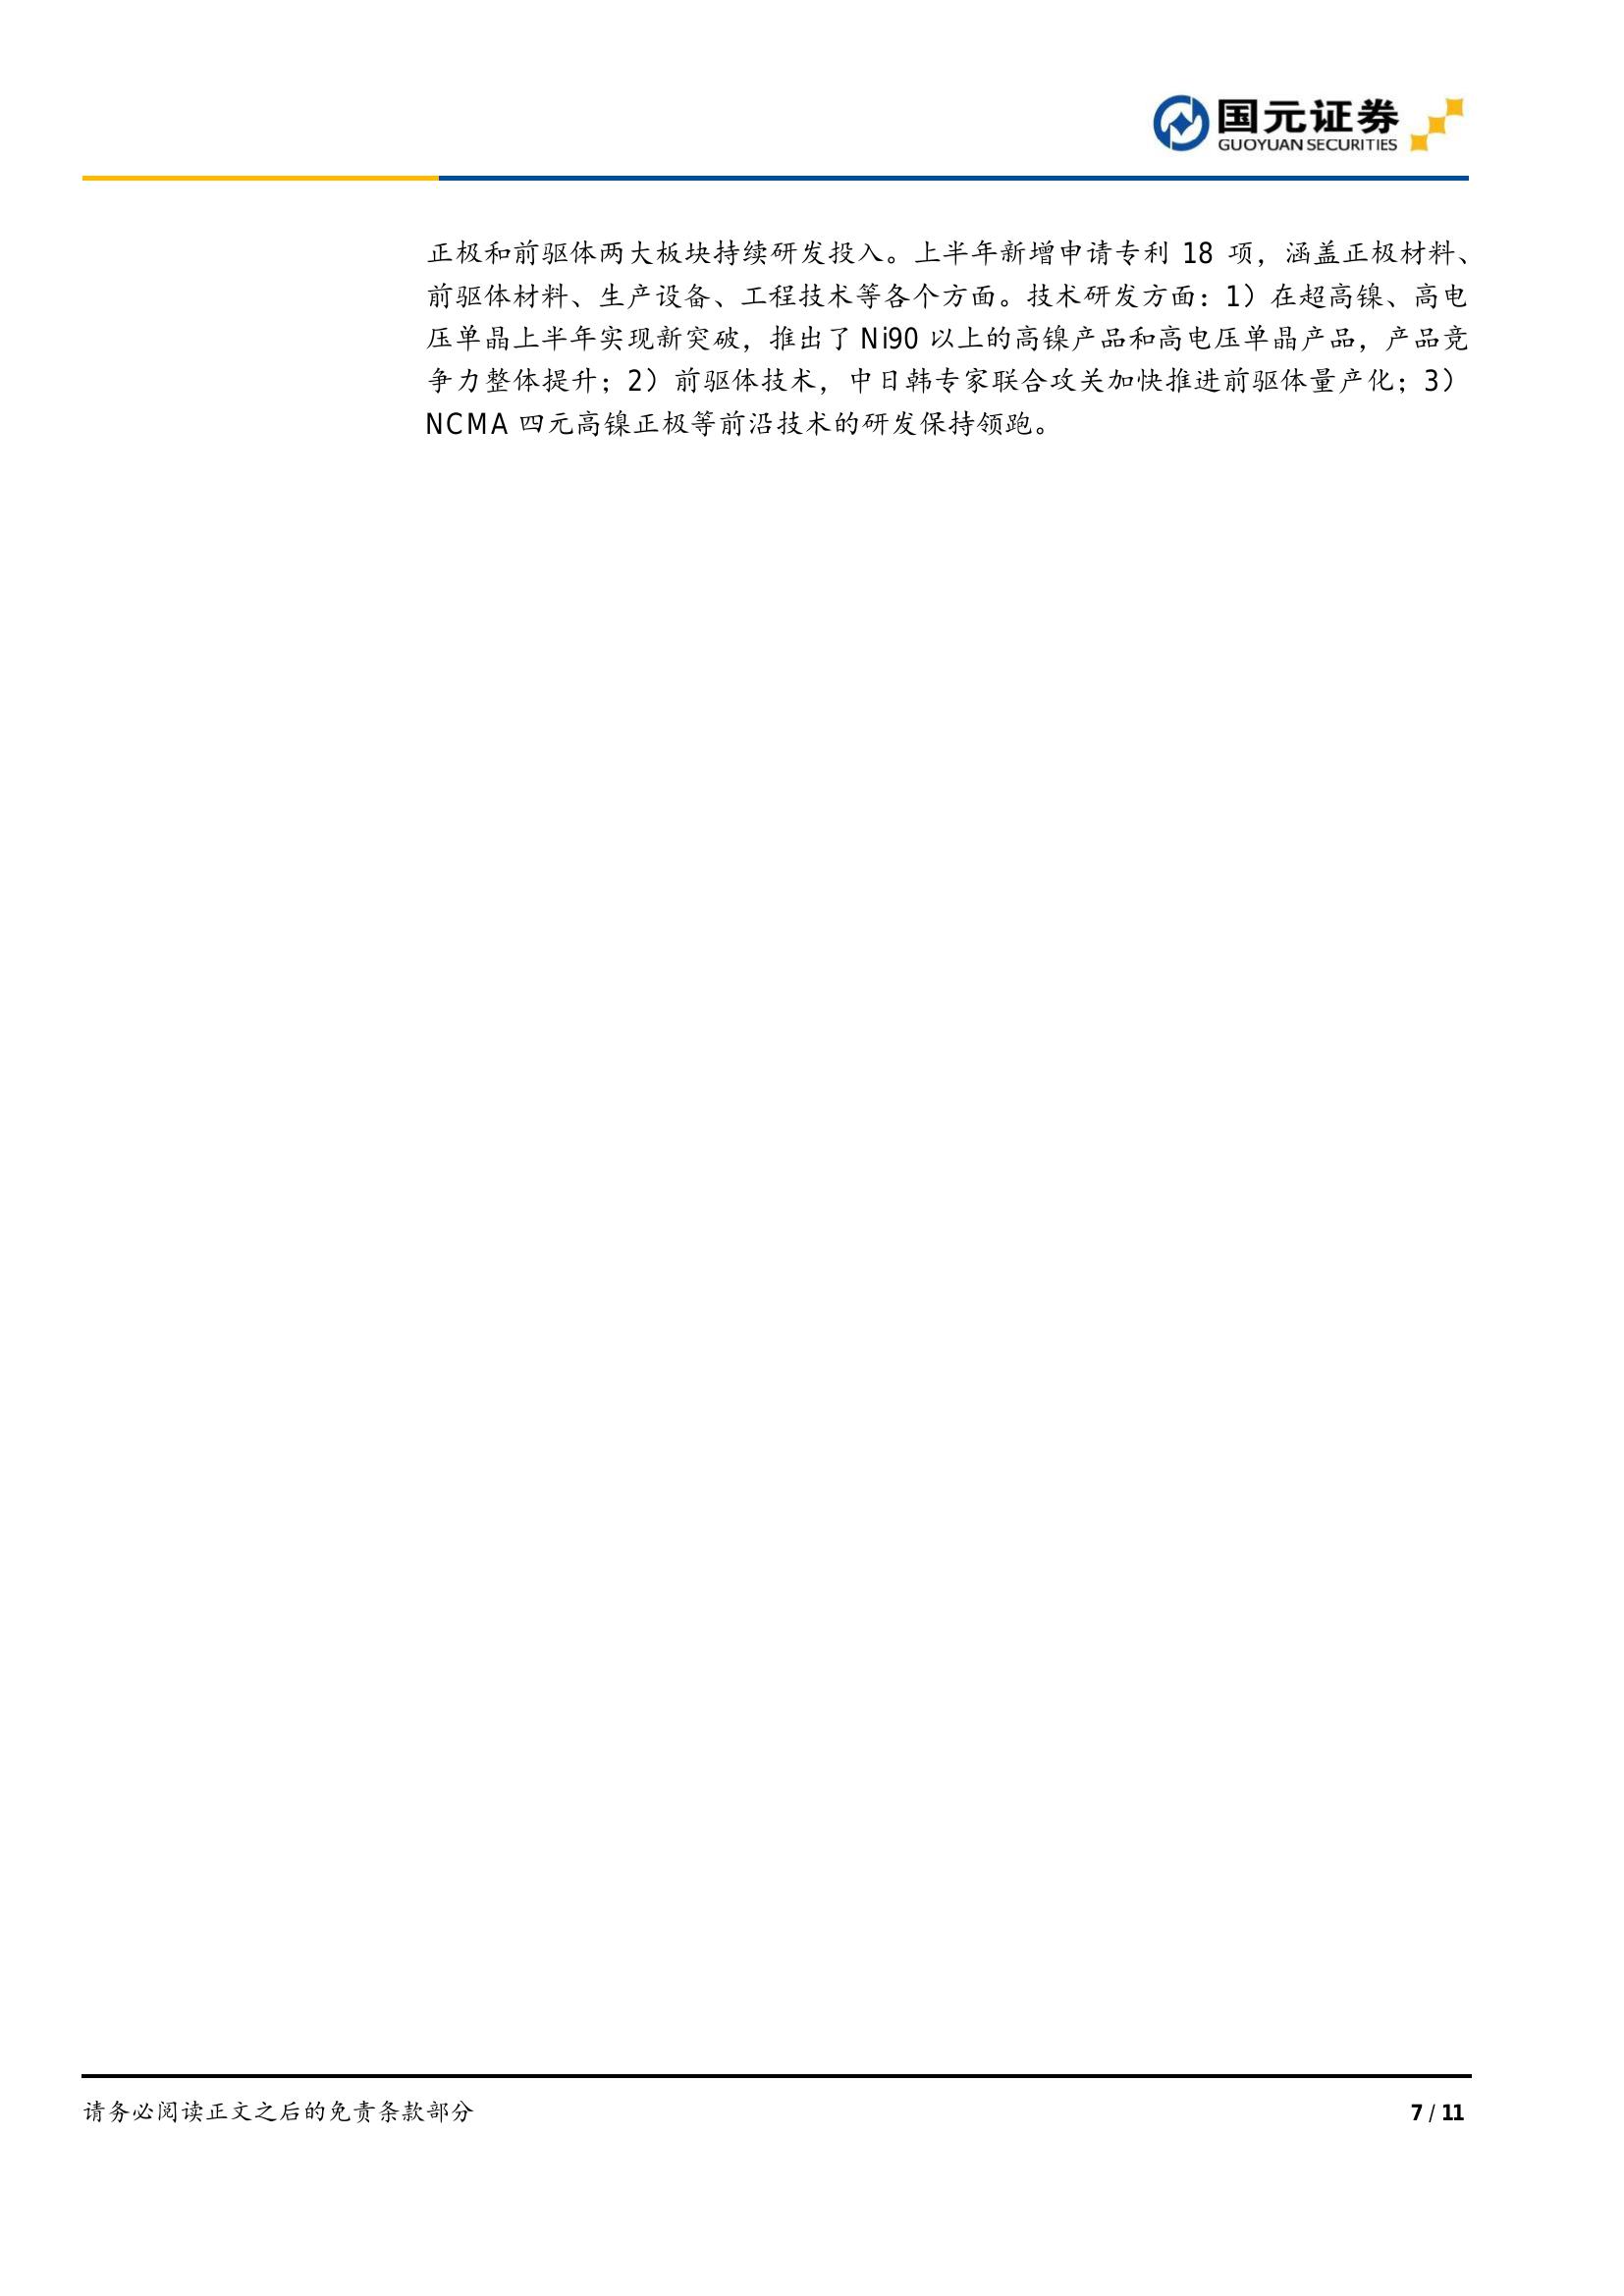 国元证券
GUOYUAN SECURITIES
正极和前驱体两大板块持续研发投入。上半年新增申请专利 18 项，涵盖正极材料、
前驱体材料、生产设备、工程技术等各个方面。技术研发方面：1）在超高镍、高电
压单晶上半年实现新突破，推出了 Ni90 以上的高镍产品和高电压单晶产品，产品竞
争力整体提升；2）前驱体技术，中日韩专家联合攻关加快推进前驱体量产化；3）
NCMA 四元高镍正极等前沿技术的研发保持领跑。
请务必阅读正文之后的免责条款部分
7 / 11